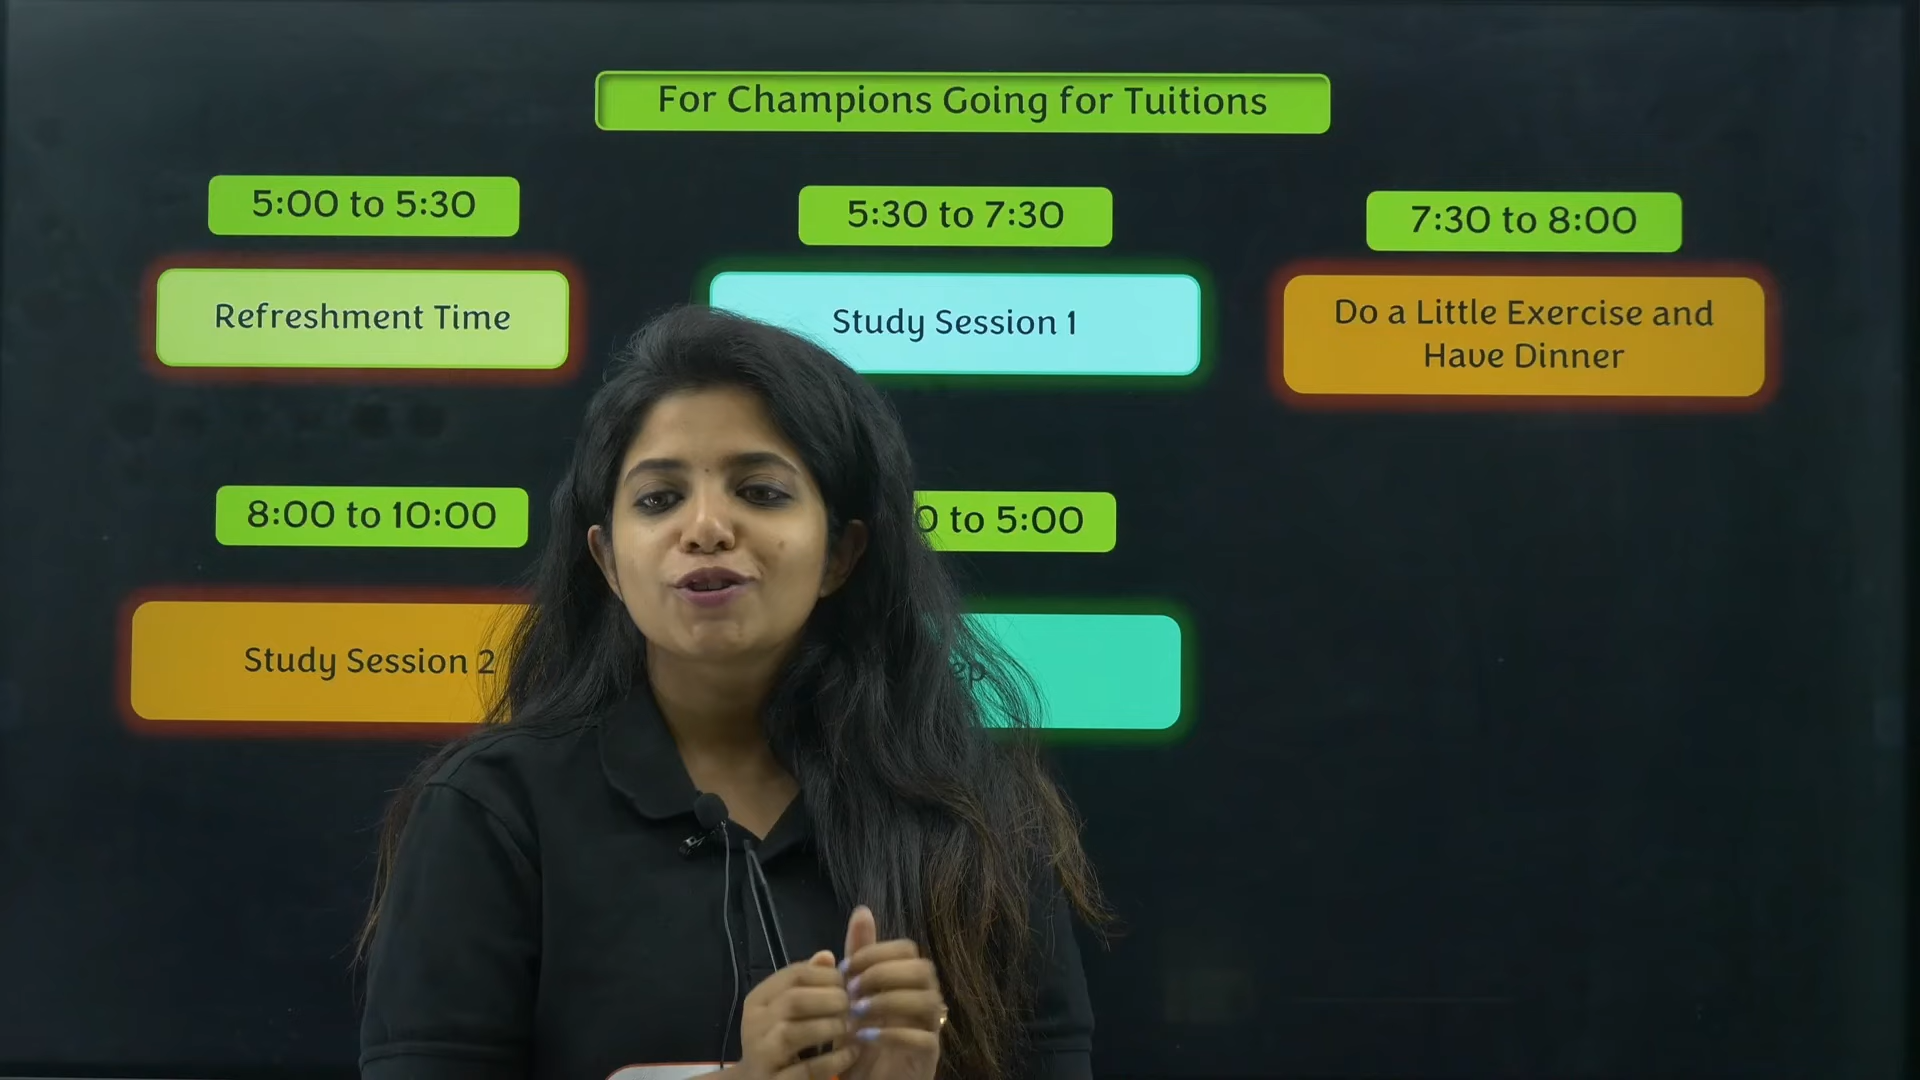 For Champions Going for Tuitions
5:00 to 5:30
5:30 to 7:30
7:30 to 8:00
Refreshment Time
Study Session 1
Do a Little Exercise and
Have Dinner
8:00 to 10:00
to 5:00
Study Session 2